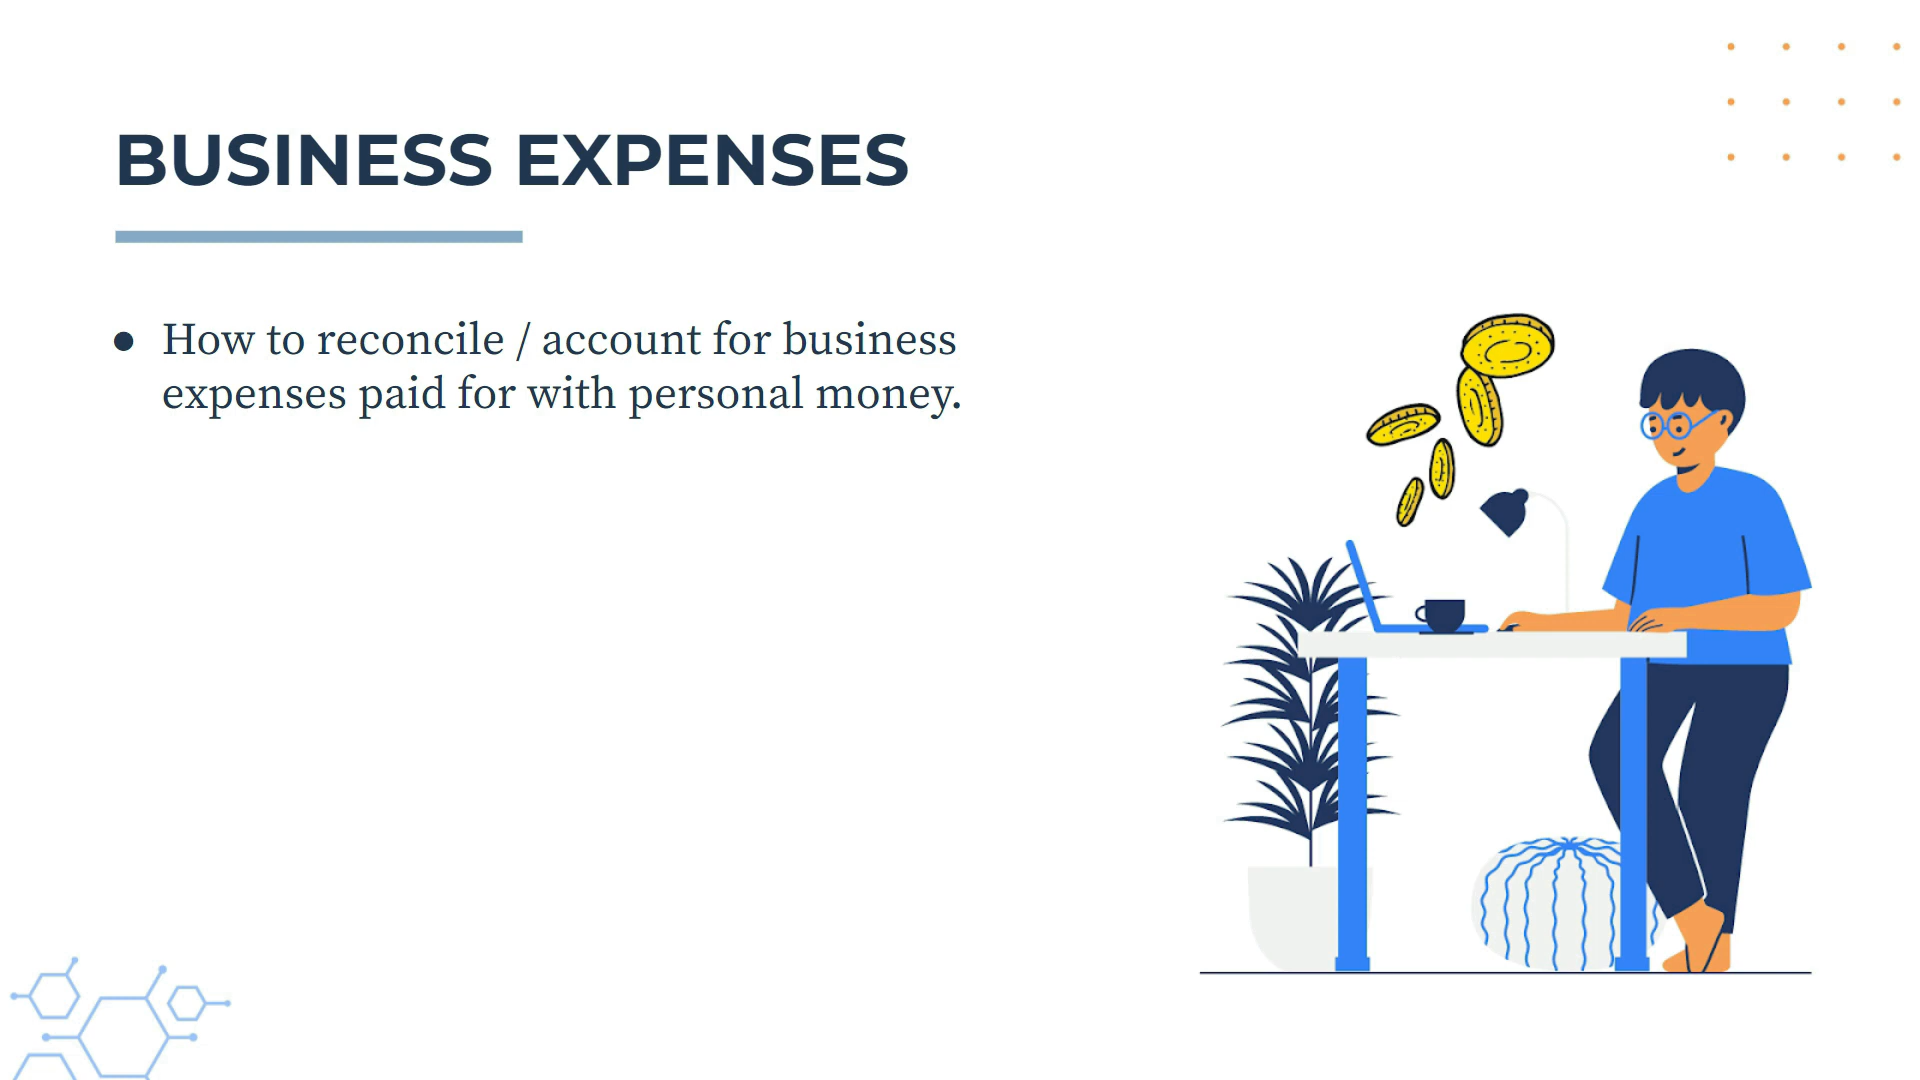 BUSINESS EXPENSES
● How to reconcile / account for business
expenses paid for with personal money.